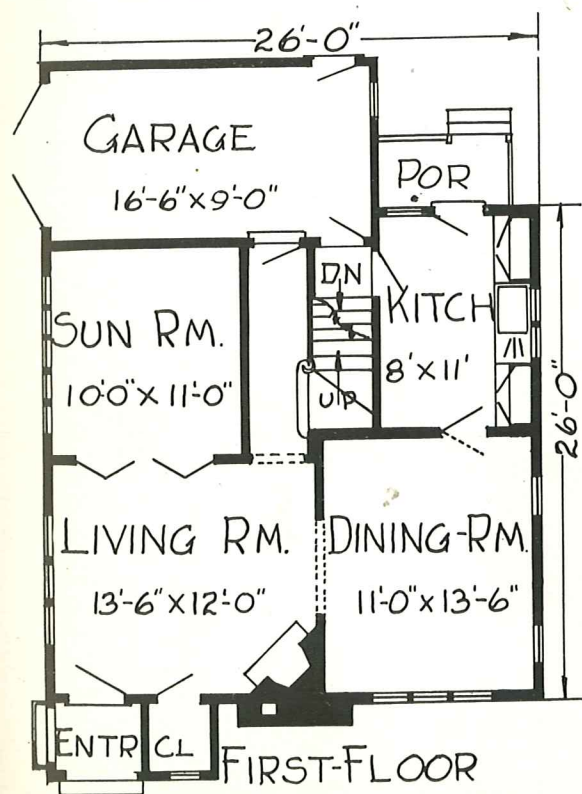 26'-0"
GARAGE
16'-6"x9'-0"
POR
DN
KITCH
SUN RM.
8'x11'
10'0"x 11'-0"
UP
26'-0"
LIVING RM.
DINING-RM.
13'-6"x12'-0"
11'-0"x13'-6"
ENTR
CL
FIRST-FLOOR